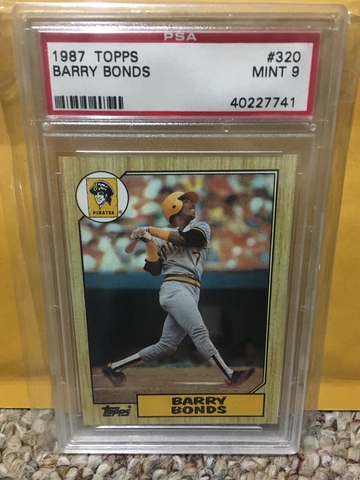 PSA
1987 TOPPS #320
BARRY BONDS MINT 9
40227741
PIRATES
Topps
BARRY
BONDS